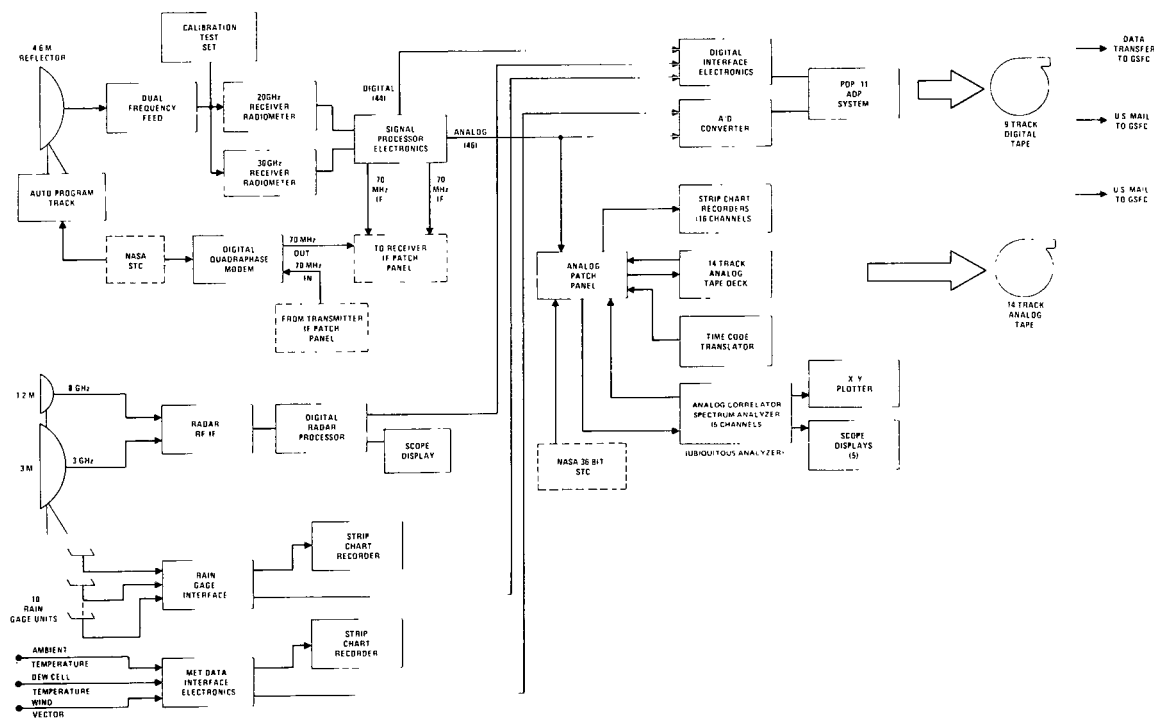 4.6 M
REFLECTOR
CALIBRATION
TEST
SET
DUAL
FREQUENCY
FEED
20GHz
RECEIVER
RADIOMETER
30GHz
RECEIVER
RADIOMETER
DIGITAL
(44)
SIGNAL
PROCESSOR
ELECTRONICS
ANALOG
(46)
70
MHz
IF
70
MHz
IF
AUTO PROGRAM
TRACK
NASA
STC
DIGITAL
QUADRAPHASE
MODEM
70 MHz
OUT
70 MHz
IN
TO RECEIVER
IF PATCH
PANEL
FROM TRANSMITTER
IF PATCH
PANEL
DIGITAL
INTERFACE
ELECTRONICS
A/D
CONVERTER
PDP 11
ADP
SYSTEM
9 TRACK
DIGITAL
TAPE
DATA
TRANSFER
TO GSFC
U.S MAIL
TO GSFC
U.S MAIL
TO GSFC
STRIP CHART
RECORDERS
(16 CHANNELS
ANALOG
PATCH
PANEL
14 TRACK
ANALOG
TAPE DECK
TIME CODE
TRANSLATOR
14 TRACK
ANALOG
TAPE
ANALOG CORRELATOR
SPECTRUM ANALYZER
(5 CHANNELS
(UBIQUITOUS ANALYZER)
X Y
PLOTTER
SCOPE
DISPLAYS
(5)
NASA 36 BIT
STC
1.2 M
8 GHz
3 M
3 GHz
RADAR
RF IF
DIGITAL
RADAR
PROCESSOR
SCOPE
DISPLAY
10
RAIN
GAGE UNITS
RAIN
GAGE
INTERFACE
STRIP
CHART
RECORDER
AMBIENT
TEMPERATURE
DEW CELL
TEMPERATURE
WIND
VECTOR
MET DATA
INTERFACE
ELECTRONICS
STRIP
CHART
RECORDER